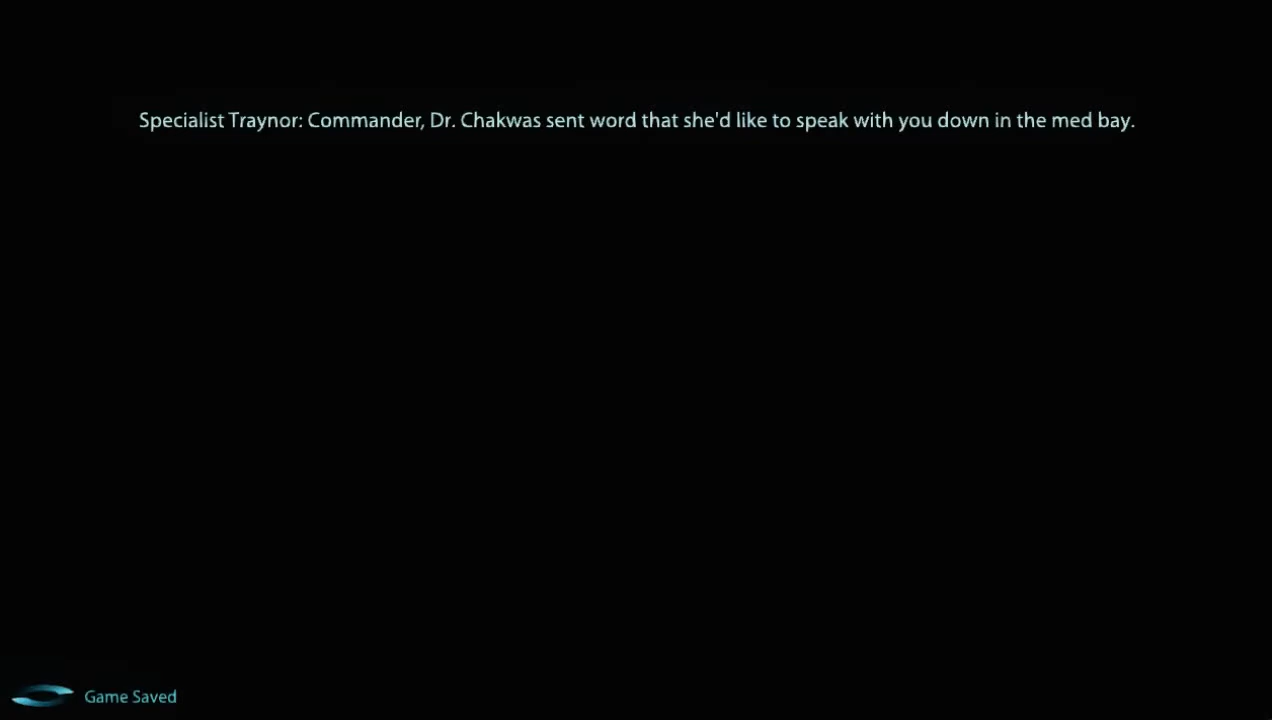 Specialist Traynor: Commander, Dr. Chakwas sent word that she'd like to speak with you down in the med bay.
Game Saved